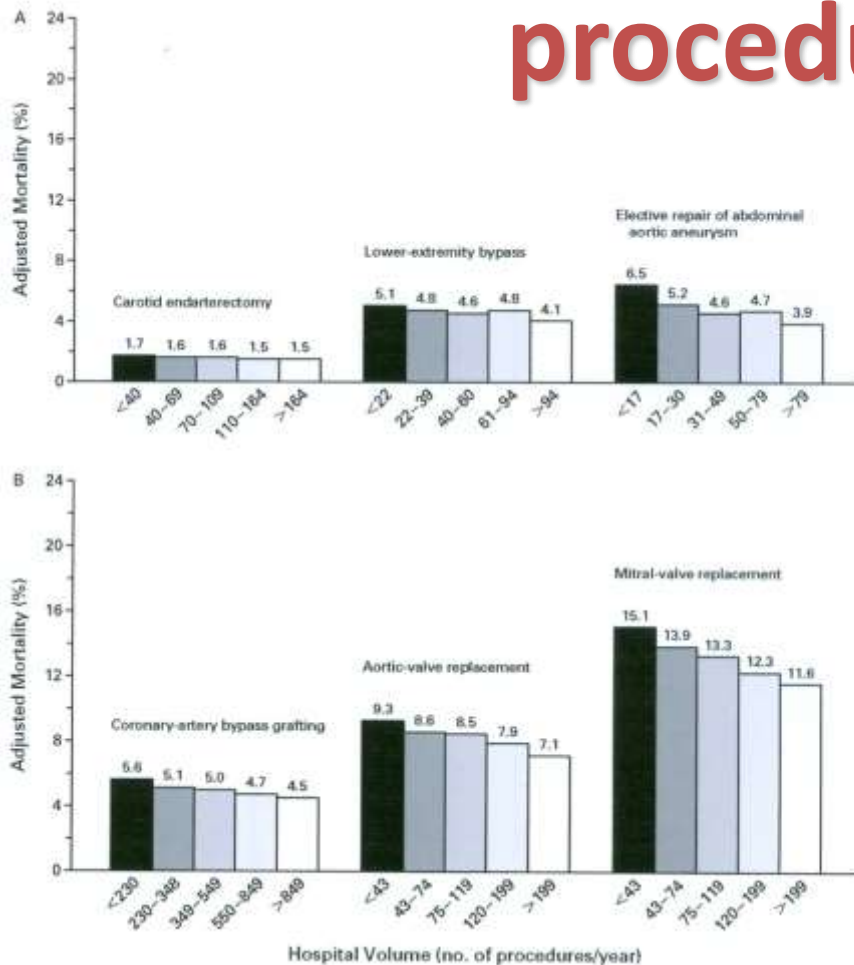 procedu
A
24
20
16
12
8
4
0
Adjusted Mortality (%)
Carotid endarterectomy
1.7 1.6 1.6 1.5 1.5
<40 40–69 70–109 110–164 >164
Lower-extremity bypass
5.1 4.8 4.6 4.8 4.1
<22 22–39 40–60 61–94 >94
Elective repair of abdominal
aortic aneurysm
6.5 5.2 4.6 4.7 3.9
<17 17–30 31–49 50–79 >79
B
24
20
16
12
8
4
0
Adjusted Mortality (%)
Coronary-artery bypass grafting
5.6 5.1 5.0 4.7 4.5
<230 230–348 349–549 550–849 >849
Aortic-valve replacement
9.3 8.6 8.5 7.9 7.1
<43 43–74 75–119 120–199 >199
Mitral-valve replacement
15.1 13.9 13.3 12.3 11.6
<43 43–74 75–119 120–199 >199
Hospital Volume (no. of procedures/year)